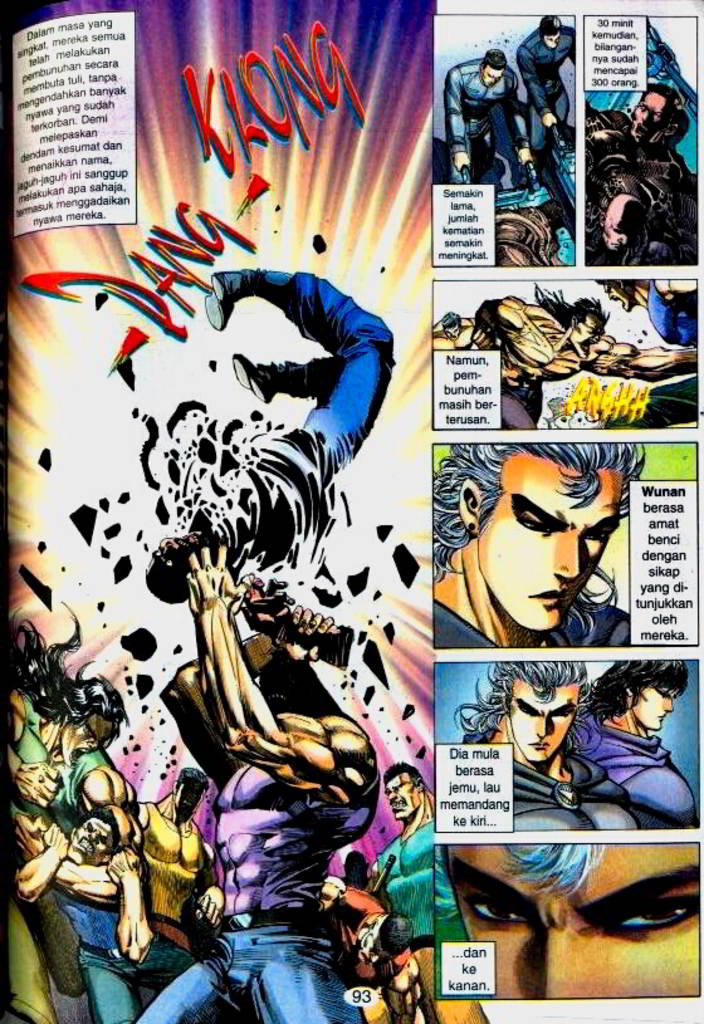 Dalam masa yang
singkat, mereka semua
telah melakukan
pembunuhan secara
membuta tuli, tanpa
mengendahkan banyak
nyawa yang sudah
terkorban. Demi
melepaskan
dendam kesumat dan
menaikkan nama,
jaguh-jaguh ini sanggup
melakukan apa sahaja,
termasuk menggadaikan
nyawa mereka.
KLONG
DANG
Semakin
lama,
jumlah
kematian
semakin
meningkat.
30 minit
kemudian,
bilangan-
nya sudah
mencapai
300 orang.
Namun,
pem-
bunuhan
masih ber-
terusan.
ARGHH
Wunan
berasa
amat
benci
dengan
sikap
yang di-
tunjukkan
oleh
mereka.
Dia mula
berasa
jemu, lau
memandang
ke kiri...
...dan
ke
kanan.
93